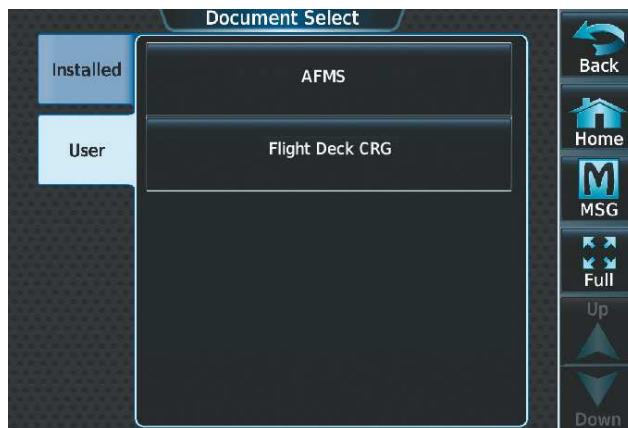 Document Select
Installed
AFMS
User
Flight Deck CRG
Back
Home
MSG
Full
Up
Down